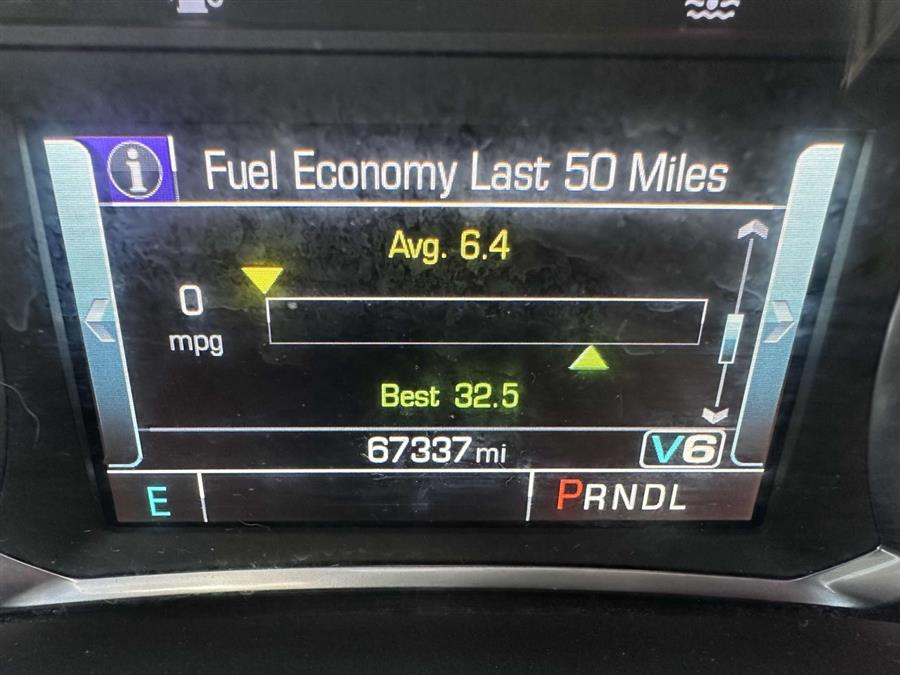 i Fuel Economy Last 50 Miles
Avg. 6.4
0
mpg
Best 32.5
67337 mi V6
E PRNDL